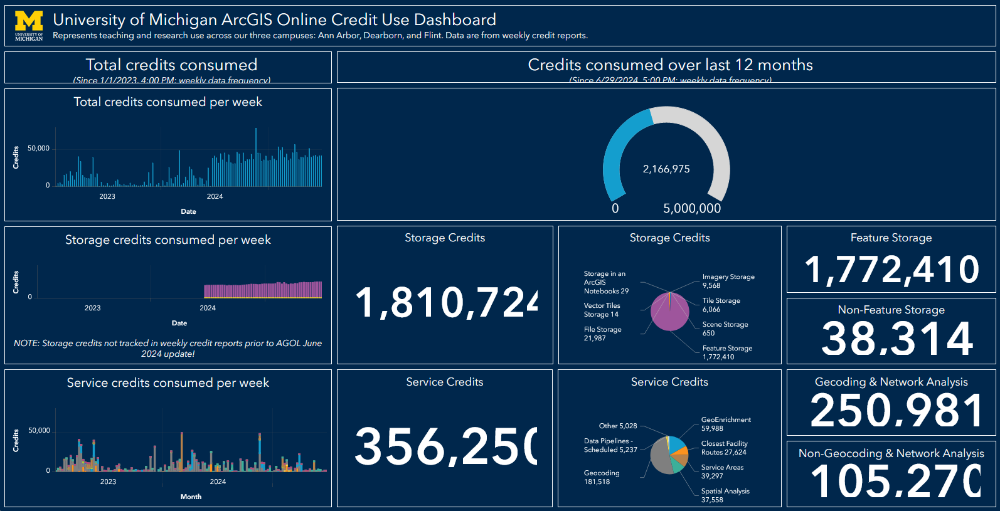 UNIVERSITY OF
MICHIGAN
University of Michigan ArcGIS Online Credit Use Dashboard
Represents teaching and research use across our three campuses: Ann Arbor, Dearborn, and Flint. Data are from weekly credit reports.
Total credits consumed
(Since 1/1/2023, 4:00 PM; weekly data frequency)
Credits consumed over last 12 months
(Since 6/29/2024, 5:00 PM; weekly data frequency)
Total credits consumed per week
Credits
50,000
0
2023
2024
Date
2,166,975
0
5,000,000
Storage credits consumed per week
Credits
0
2023
2024
Date
NOTE: Storage credits not tracked in weekly credit reports prior to AGOL June
2024 update!
Storage Credits
1,810,724
Storage Credits
Storage in an
ArcGIS
Notebooks 29
Vector Tiles
Storage 14
File Storage
21,987
Imagery Storage
9,568
Tile Storage
6,066
Scene Storage
650
Feature Storage
1,772,410
Feature Storage
1,772,410
Non-Feature Storage
38,314
Service credits consumed per week
Credits
50,000
0
2023
2024
Month
Service Credits
356,250
Service Credits
Other 5,028
Data Pipelines -
Scheduled 5,237
Geocoding
181,518
GeoEnrichment
59,988
Closest Facility
Routes 27,624
Service Areas
39,297
Spatial Analysis
37,558
Gecoding & Network Analysis
250,981
Non-Geocoding & Network Analysis
105,270